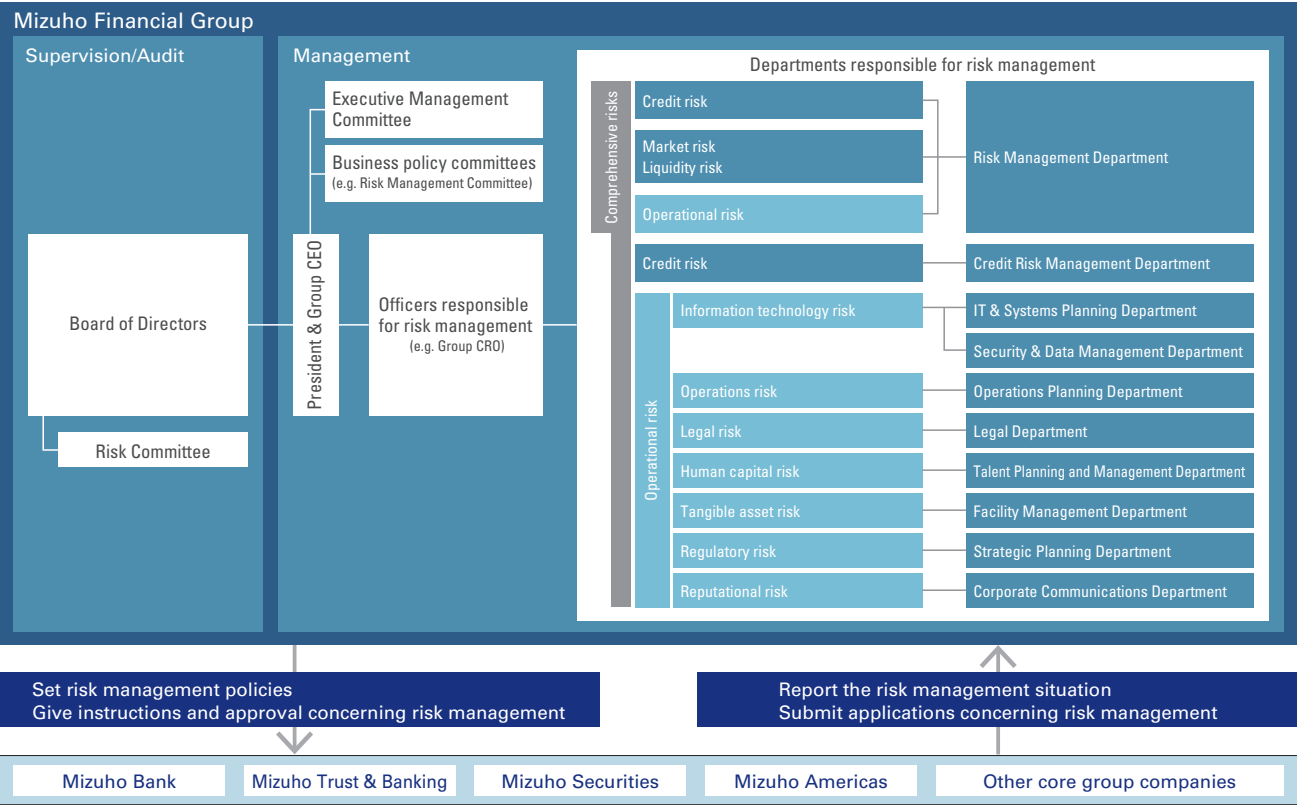 Mizuho Financial Group
Supervision/Audit
Board of Directors
Risk Committee
Management
Executive Management
Committee
Business policy committees
(e.g. Risk Management Committee)
President & Group CEO
Officers responsible
for risk management
(e.g. Group CRO)
Departments responsible for risk management
Comprehensive risks
Credit risk
Market risk
Liquidity risk
Operational risk
Risk Management Department
Credit risk
Credit Risk Management Department
Operational risk
Information technology risk
IT & Systems Planning Department
Security & Data Management Department
Operations risk
Operations Planning Department
Legal risk
Legal Department
Human capital risk
Talent Planning and Management Department
Tangible asset risk
Facility Management Department
Regulatory risk
Strategic Planning Department
Reputational risk
Corporate Communications Department
Set risk management policies
Give instructions and approval concerning risk management
Report the risk management situation
Submit applications concerning risk management
Mizuho Bank
Mizuho Trust & Banking
Mizuho Securities
Mizuho Americas
Other core group companies